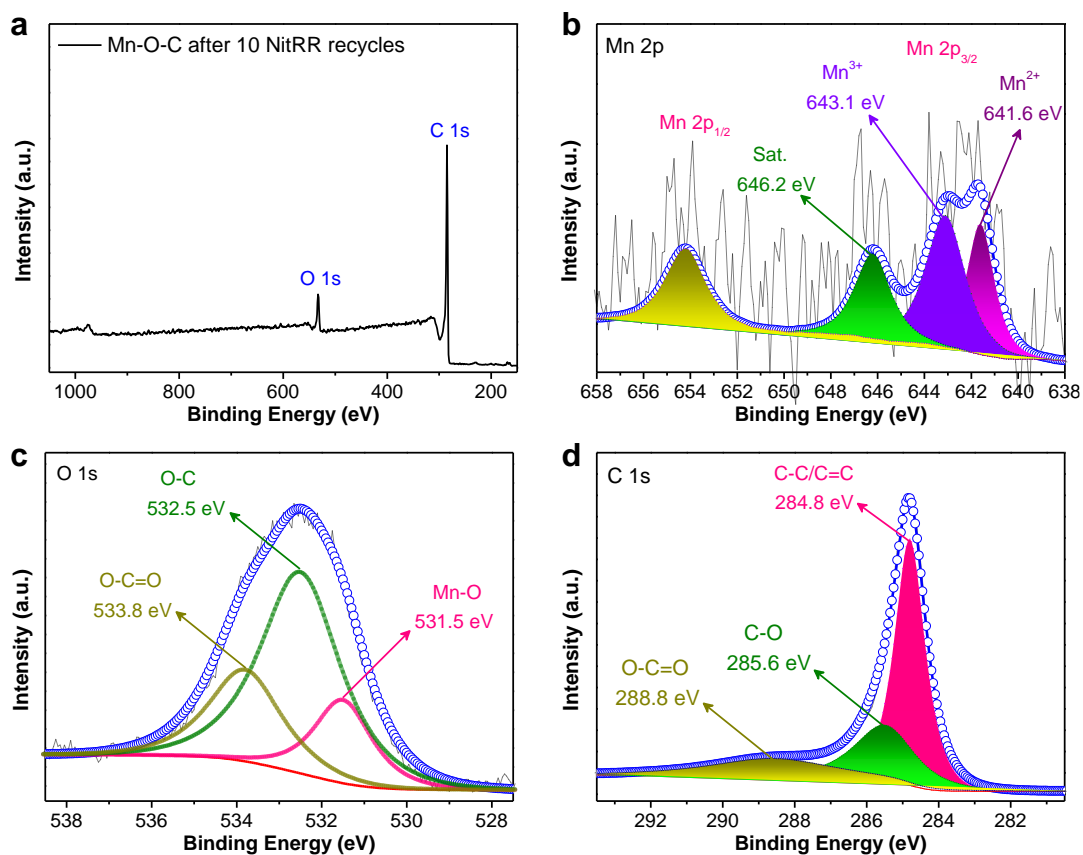 a
Mn-O-C after 10 NitRR recycles
C 1s
O 1s
Intensity (a.u.)
1000 800 600 400 200
Binding Energy (eV)
b
Mn 2p
Mn 2p3/2
Mn3+
643.1 eV
Mn2+
641.6 eV
Mn 2p1/2
Sat.
646.2 eV
Intensity (a.u.)
658 656 654 652 650 648 646 644 642 640 638
Binding Energy (eV)
c
O 1s
O-C
532.5 eV
O-C=O
533.8 eV
Mn-O
531.5 eV
Intensity (a.u.)
538 536 534 532 530 528
Binding Energy (eV)
d
C 1s
C-C/C=C
284.8 eV
C-O
285.6 eV
O-C=O
288.8 eV
Intensity (a.u.)
292 290 288 286 284 282
Binding Energy (eV)